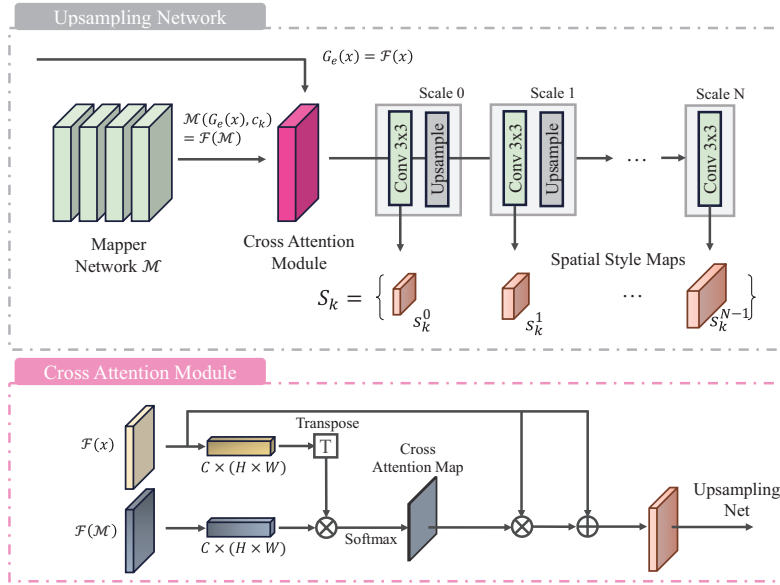 Upsampling Network
G_e(x) = ℱ(x)
Scale 0
Scale 1
Scale N
ℳ(G_e(x), c_k)
= ℱ(ℳ)
Conv 3x3
Upsample
Conv 3x3
Upsample
...
Conv 3x3
Mapper
Network ℳ
Cross Attention
Module
Spatial Style Maps
S_k = { s_k^0 s_k^1 ... s_k^{N−1} }
Cross Attention Module
ℱ(x)
C × (H × W)
Transpose
T
Cross
Attention Map
ℱ(ℳ)
C × (H × W)
Softmax
Upsampling
Net